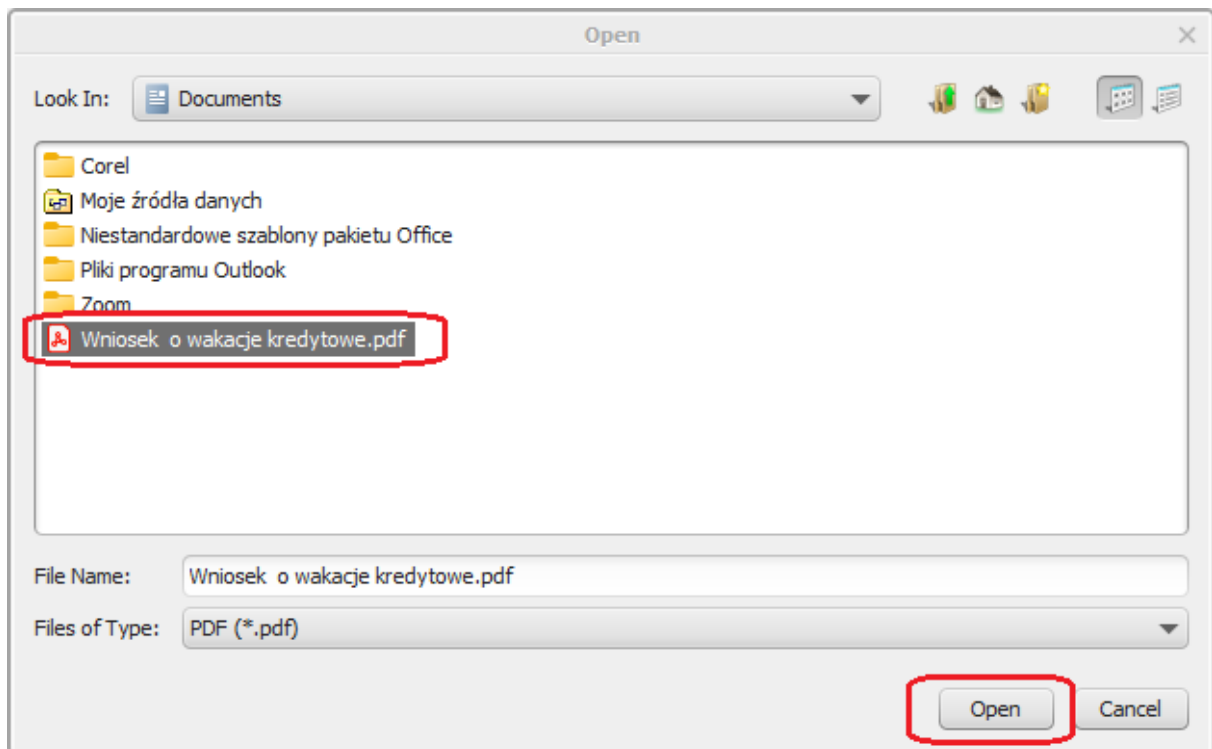 Open
Look In: Documents
Corel
Moje źródła danych
Niestandardowe szablony pakietu Office
Pliki programu Outlook
Zoom
Wniosek  o wakacje kredytowe.pdf
File Name: Wniosek  o wakacje kredytowe.pdf
Files of Type: PDF (*.pdf)
Open Cancel